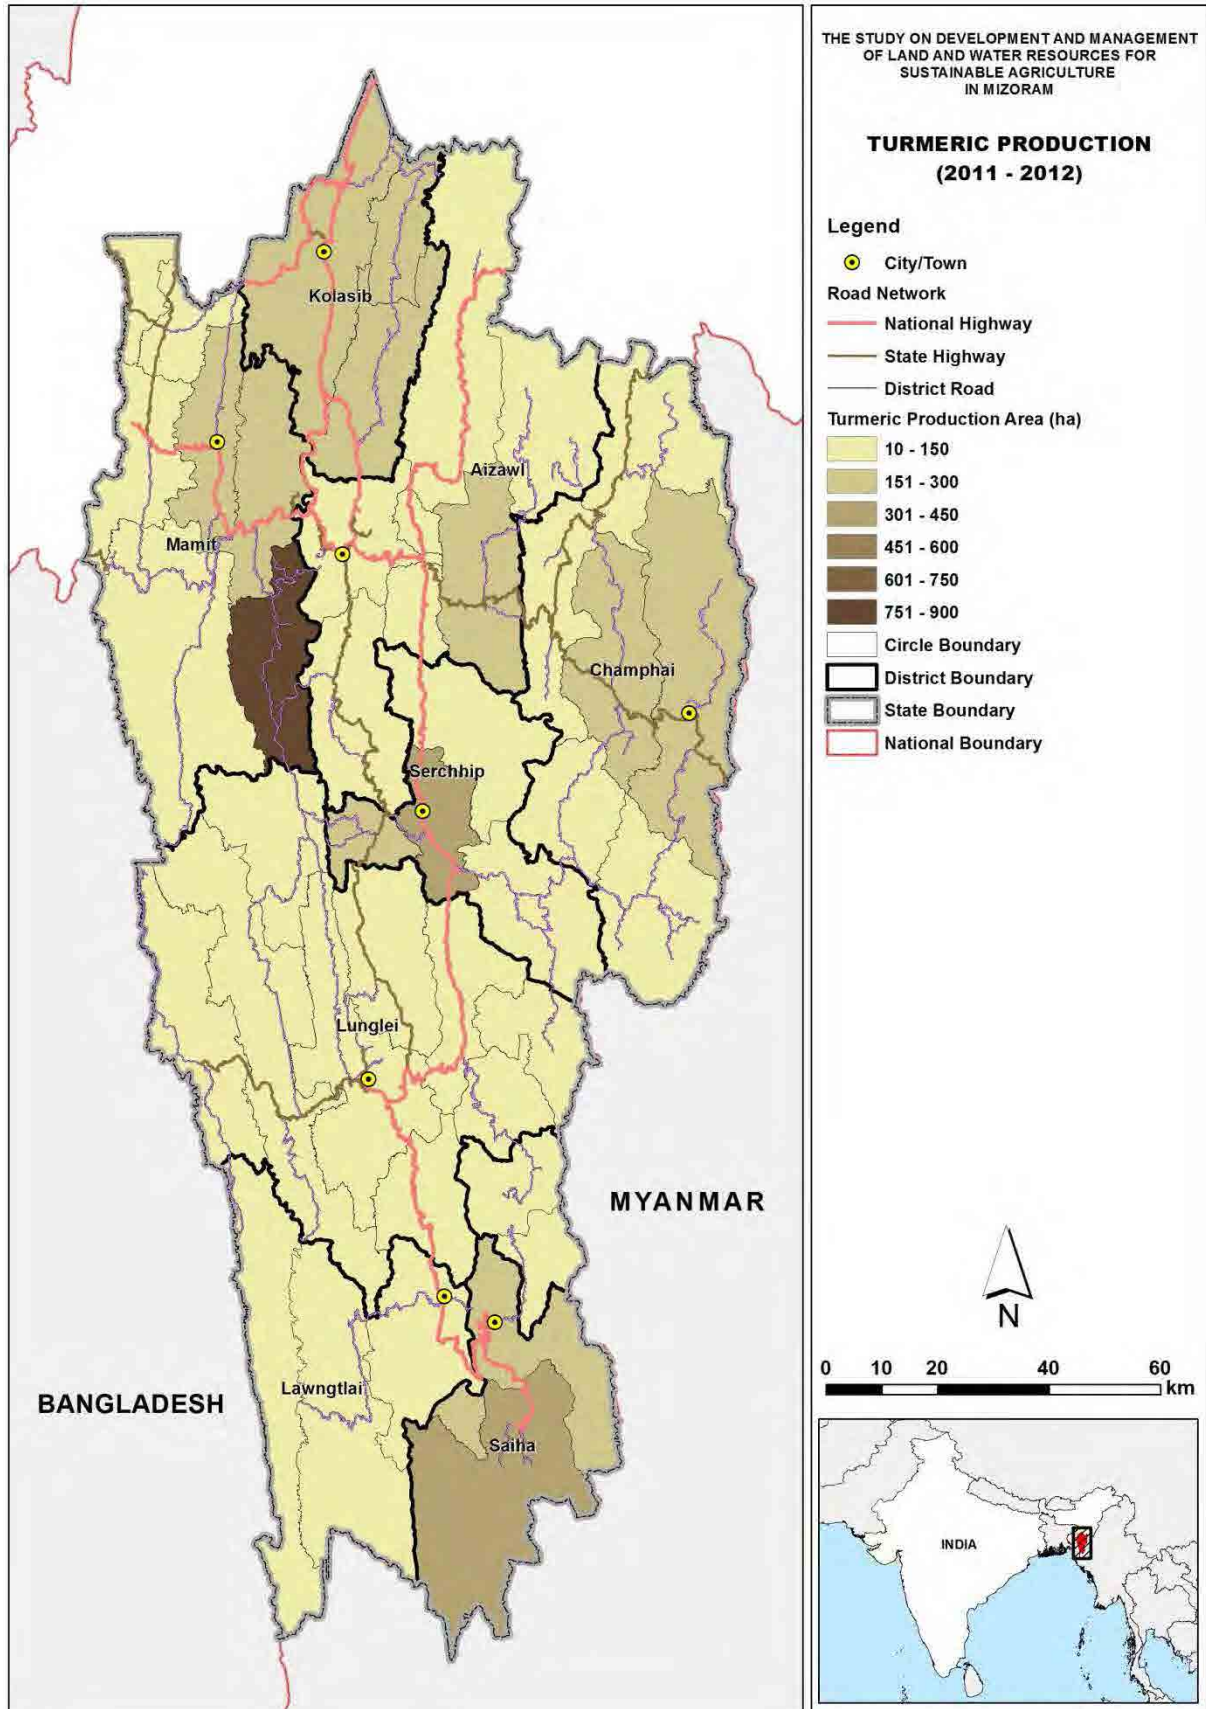 THE STUDY ON DEVELOPMENT AND MANAGEMENT
OF LAND AND WATER RESOURCES FOR
SUSTAINABLE AGRICULTURE
IN MIZORAM
TURMERIC PRODUCTION
(2011 - 2012)
Legend
City/Town
Road Network
National Highway
State Highway
District Road
Turmeric Production Area (ha)
10 - 150
151 - 300
301 - 450
451 - 600
601 - 750
751 - 900
Circle Boundary
District Boundary
State Boundary
National Boundary
Kolasib
Aizawl
Mamit
Champhai
Serchhip
Lunglei
MYANMAR
Lawngtlai
BANGLADESH
Saiha
N
0 10 20 40 60
km
INDIA